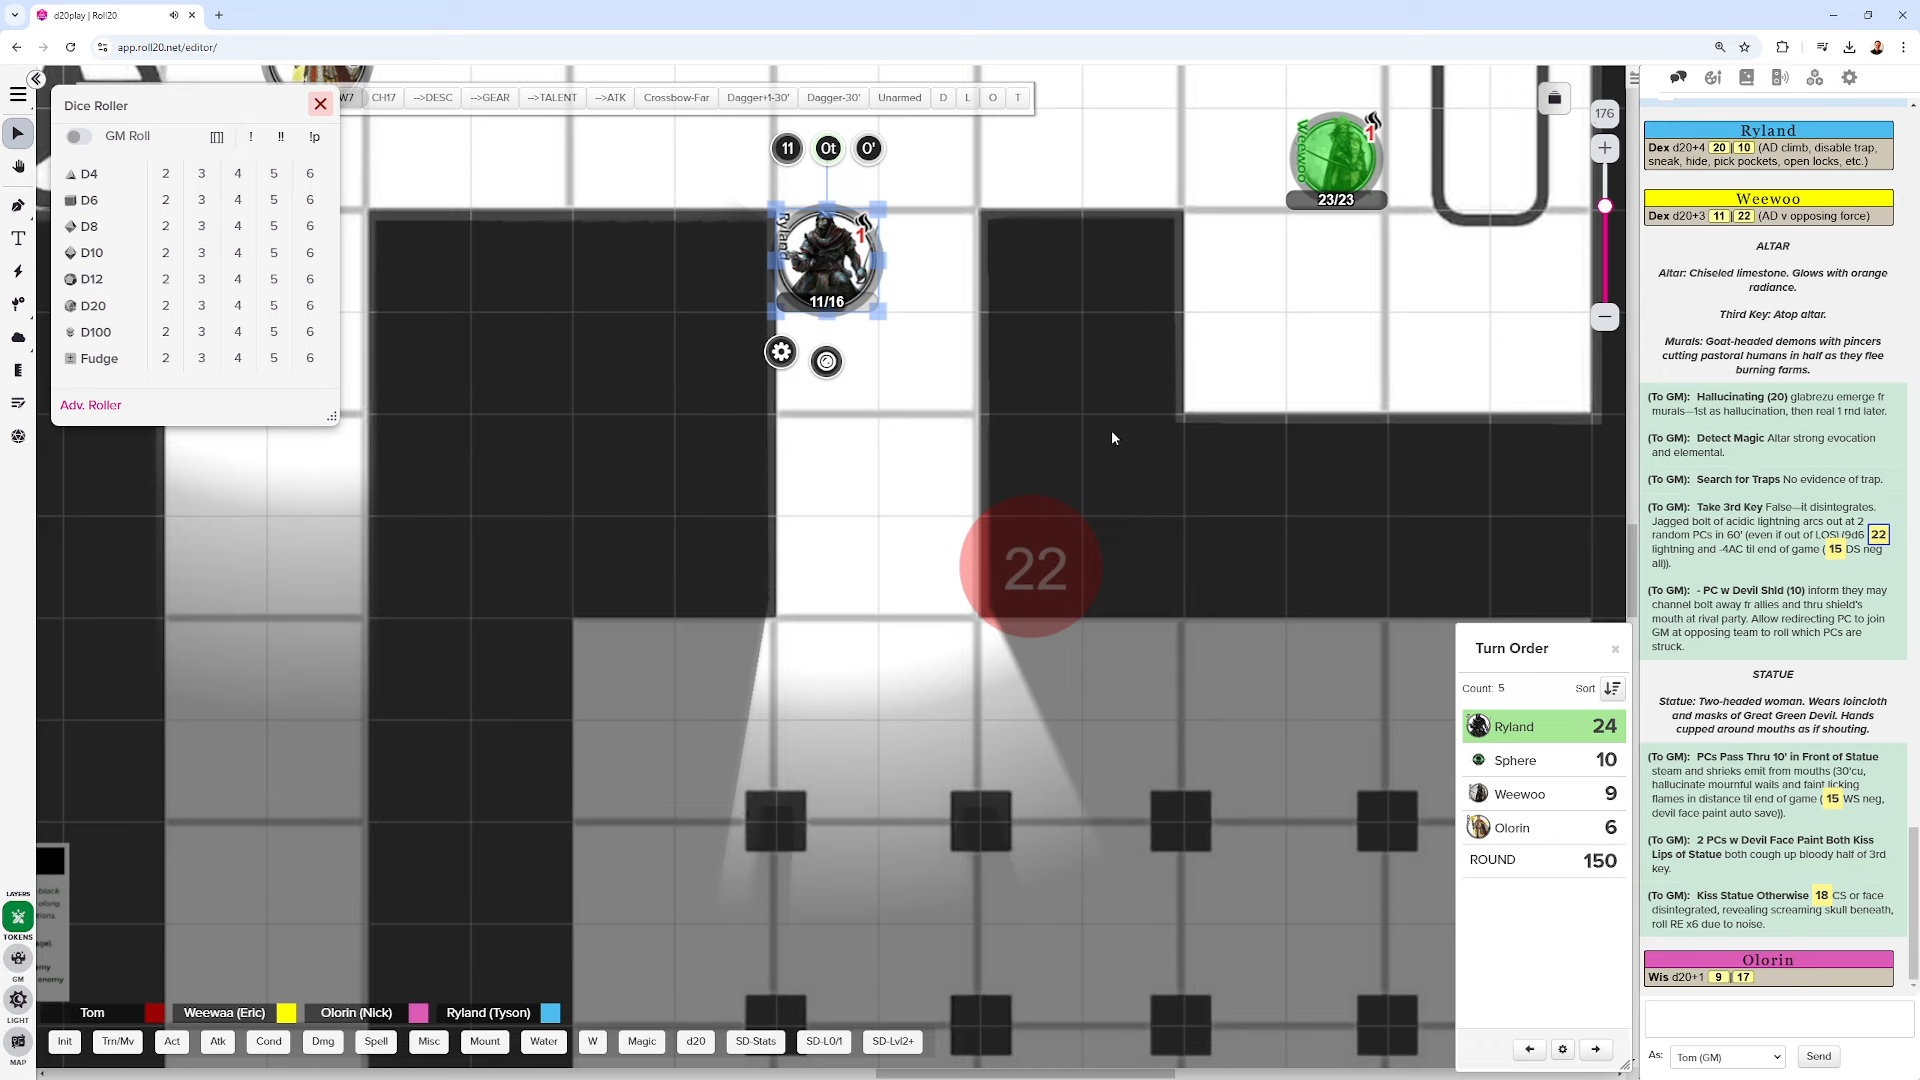 d20play | Roll20
app.roll20.net/editor/
Dice Roller
GM Roll [[]] ! !! !p
D4 2 3 4 5 6
D6 2 3 4 5 6
D8 2 3 4 5 6
D10 2 3 4 5 6
D12 2 3 4 5 6
D20 2 3 4 5 6
D100 2 3 4 5 6
Fudge 2 3 4 5 6
Adv. Roller
W7 CH17 -->DESC -->GEAR -->TALENT -->ATK Crossbow-Far Dagger+1-30' Dagger-30' Unarmed D L O T
11 Ot O'
Ryland
1
11/16
Weewoo
1
23/23
22
176
Turn Order
Count: 5 Sort
Ryland 24
Sphere 10
Weewoo 9
Olorin 6
ROUND 150
Ryland
Dex d20+4 20 10 (AD climb, disable trap,
sneak, hide, pick pockets, open locks, etc.)
Weewoo
Dex d20+3 11 22 (AD v opposing force)
ALTAR
Altar: Chiseled limestone. Glows with orange
radiance.
Third Key: Atop altar.
Murals: Goat-headed demons with pincers
cutting pastoral humans in half as they flee
burning farms.
(To GM): Hallucinating (20) glabrezu emerge fr
murals—1st as hallucination, then real 1 rnd later.
(To GM): Detect Magic Altar strong evocation
and elemental.
(To GM): Search for Traps No evidence of trap.
(To GM): Take 3rd Key False—it disintegrates.
Jagged bolt of acidic lightning arcs out at 2
random PCs in 60' (even if out of LOS) (9d6 22
lightning and -4AC til end of game ( 15 DS neg
all)).
(To GM): - PC w Devil Shld (10) inform they may
channel bolt away fr allies and thru shield's
mouth at rival party. Allow redirecting PC to join
GM at opposing team to roll which PCs are
struck.
STATUE
Statue: Two-headed woman. Wears loincloth
and masks of Great Green Devil. Hands
cupped around mouths as if shouting.
(To GM): PCs Pass Thru 10' in Front of Statue
steam and shrieks emit from mouths (30'cu,
hallucinate mournful wails and faint licking
flames in distance til end of game ( 15 WS neg,
devil face paint auto save)).
(To GM): 2 PCs w Devil Face Paint Both Kiss
Lips of Statue both cough up bloody half of 3rd
key.
(To GM): Kiss Statue Otherwise 18 CS or face
disintegrated, revealing screaming skull beneath,
roll RE x6 due to noise.
Olorin
Wis d20+1 9 17
As: Tom (GM) Send
LAYERS
TOKENS
GM
LIGHT
MAP
Tom Weewaa (Eric) Olorin (Nick) Ryland (Tyson)
Init Trn/Mv Act Atk Cond Dmg Spell Misc Mount Water W Magic d20 SD-Stats SD-L0/1 SD-Lvl2+